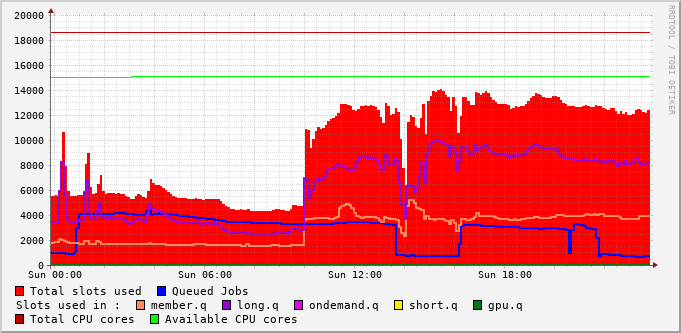 20000
18000
16000
14000
12000
10000
8000
6000
4000
2000
0
Sun 00:00 Sun 06:00 Sun 12:00 Sun 18:00
Total slots used Queued Jobs
Slots used in : member.q long.q ondemand.q short.q gpu.q
Total CPU cores Available CPU cores
RRDTOOL / TOBI OETIKER